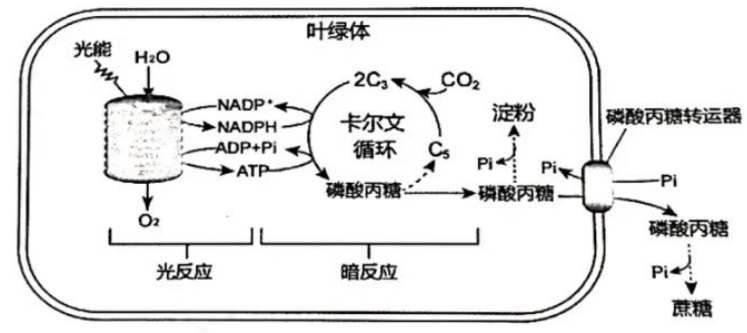 叶绿体
光能
H₂O
NADP⁺
NADPH
ADP+Pi
ATP
O₂
2C₃
CO₂
卡尔文
循环
C₅
磷酸丙糖
淀粉
Pi
磷酸丙糖
磷酸丙糖转运器
Pi
Pi
磷酸丙糖
Pi
蔗糖
光反应
暗反应